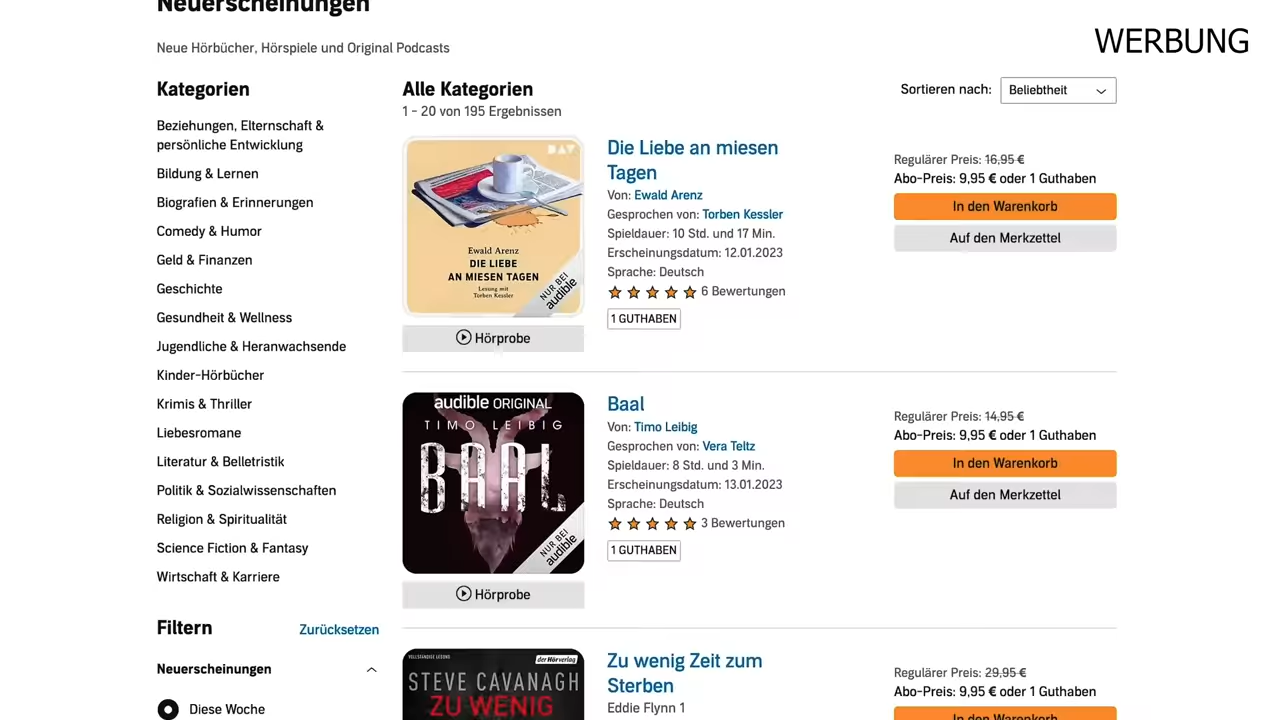 Neuerscheinungen
WERBUNG
Neue Hörbücher, Hörspiele und Original Podcasts
Kategorien
Beziehungen, Elternschaft &
persönliche Entwicklung
Bildung & Lernen
Biografien & Erinnerungen
Comedy & Humor
Geld & Finanzen
Geschichte
Gesundheit & Wellness
Jugendliche & Heranwachsende
Kinder-Hörbücher
Krimis & Thriller
Liebesromane
Literatur & Belletristik
Politik & Sozialwissenschaften
Religion & Spiritualität
Science Fiction & Fantasy
Wirtschaft & Karriere
Filtern
Zurücksetzen
Neuerscheinungen
Diese Woche
Alle Kategorien
1 - 20 von 195 Ergebnissen
Sortieren nach:
Beliebtheit
DAV
Ewald Arenz
DIE LIEBE
AN MIESEN TAGEN
Lesung mit
Torben Kessler
NUR BEI
audible
Hörprobe
Die Liebe an miesen
Tagen
Von: Ewald Arenz
Gesprochen von: Torben Kessler
Spieldauer: 10 Std. und 17 Min.
Erscheinungsdatum: 12.01.2023
Sprache: Deutsch
6 Bewertungen
1 GUTHABEN
Regulärer Preis: 16,95 €
Abo-Preis: 9,95 € oder 1 Guthaben
In den Warenkorb
Auf den Merkzettel
audible ORIGINAL
TIMO LEIBIG
BAAL
NUR BEI
audible
Hörprobe
Baal
Von: Timo Leibig
Gesprochen von: Vera Teltz
Spieldauer: 8 Std. und 3 Min.
Erscheinungsdatum: 13.01.2023
Sprache: Deutsch
3 Bewertungen
1 GUTHABEN
Regulärer Preis: 14,95 €
Abo-Preis: 9,95 € oder 1 Guthaben
In den Warenkorb
Auf den Merkzettel
VOLLSTÄNDIGE LESUNG
der Hörverlag
STEVE CAVANAGH
ZU WENIG
Zu wenig Zeit zum
Sterben
Eddie Flynn 1
Regulärer Preis: 29,95 €
Abo-Preis: 9,95 € oder 1 Guthaben
In den Warenkorb